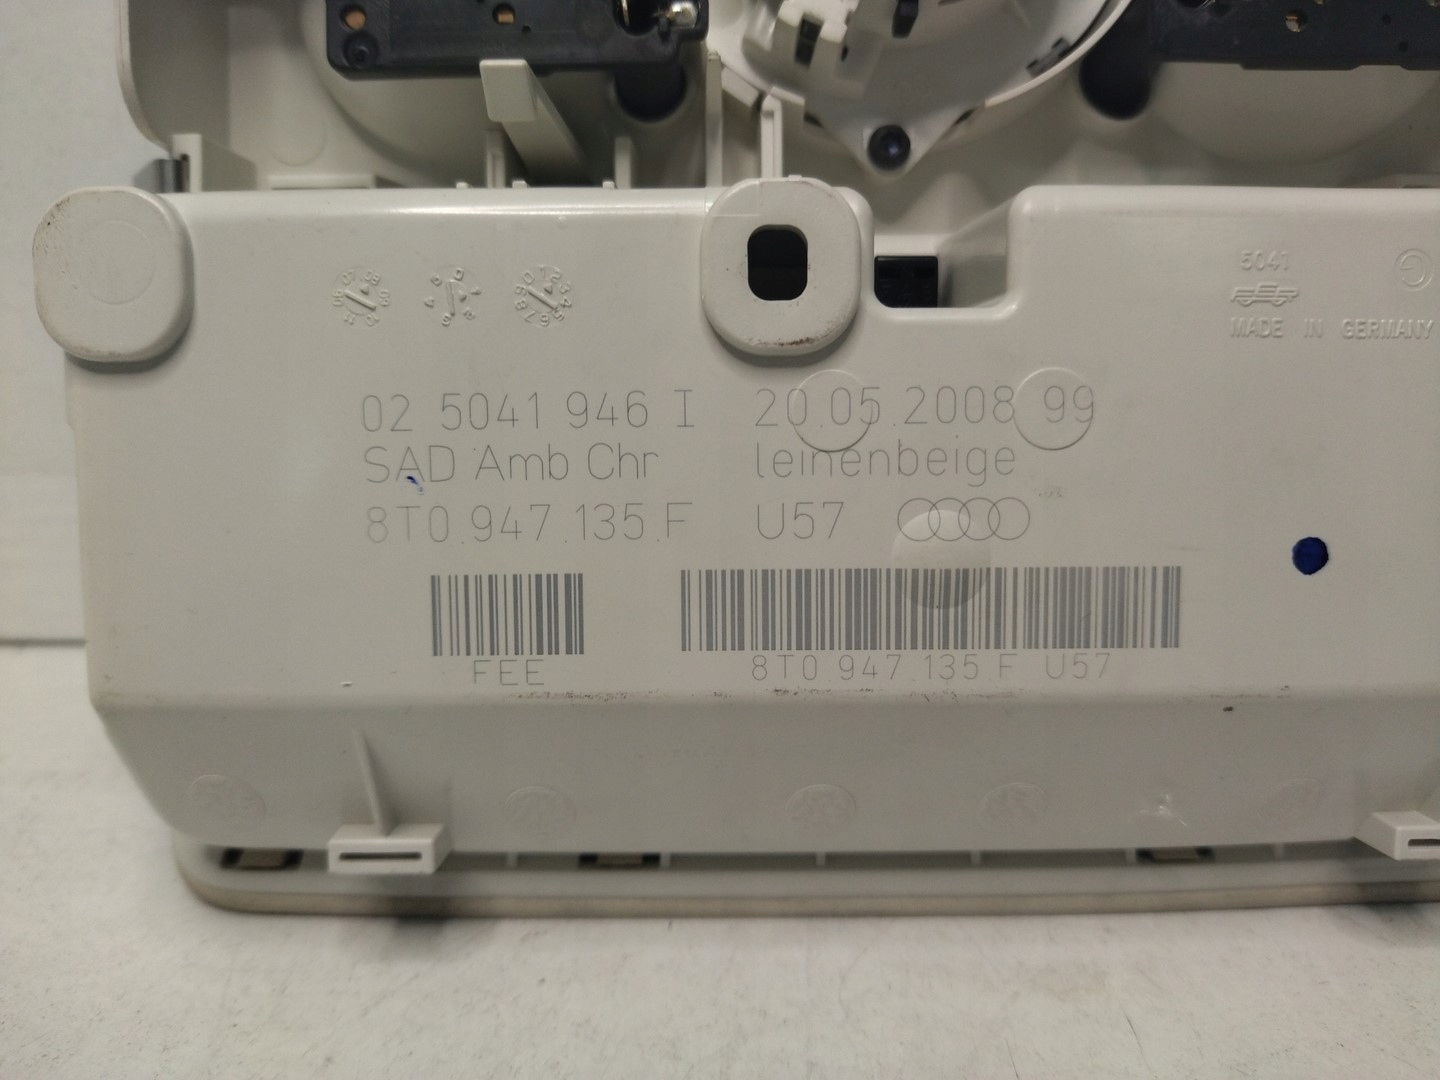 5041
MADE IN GERMANY
02 5041 946 I 20.05.2008 99
SAD Amb Chr leinenbeige
8T0.947.135.F U57
FEE
8T0.947.135 F U57